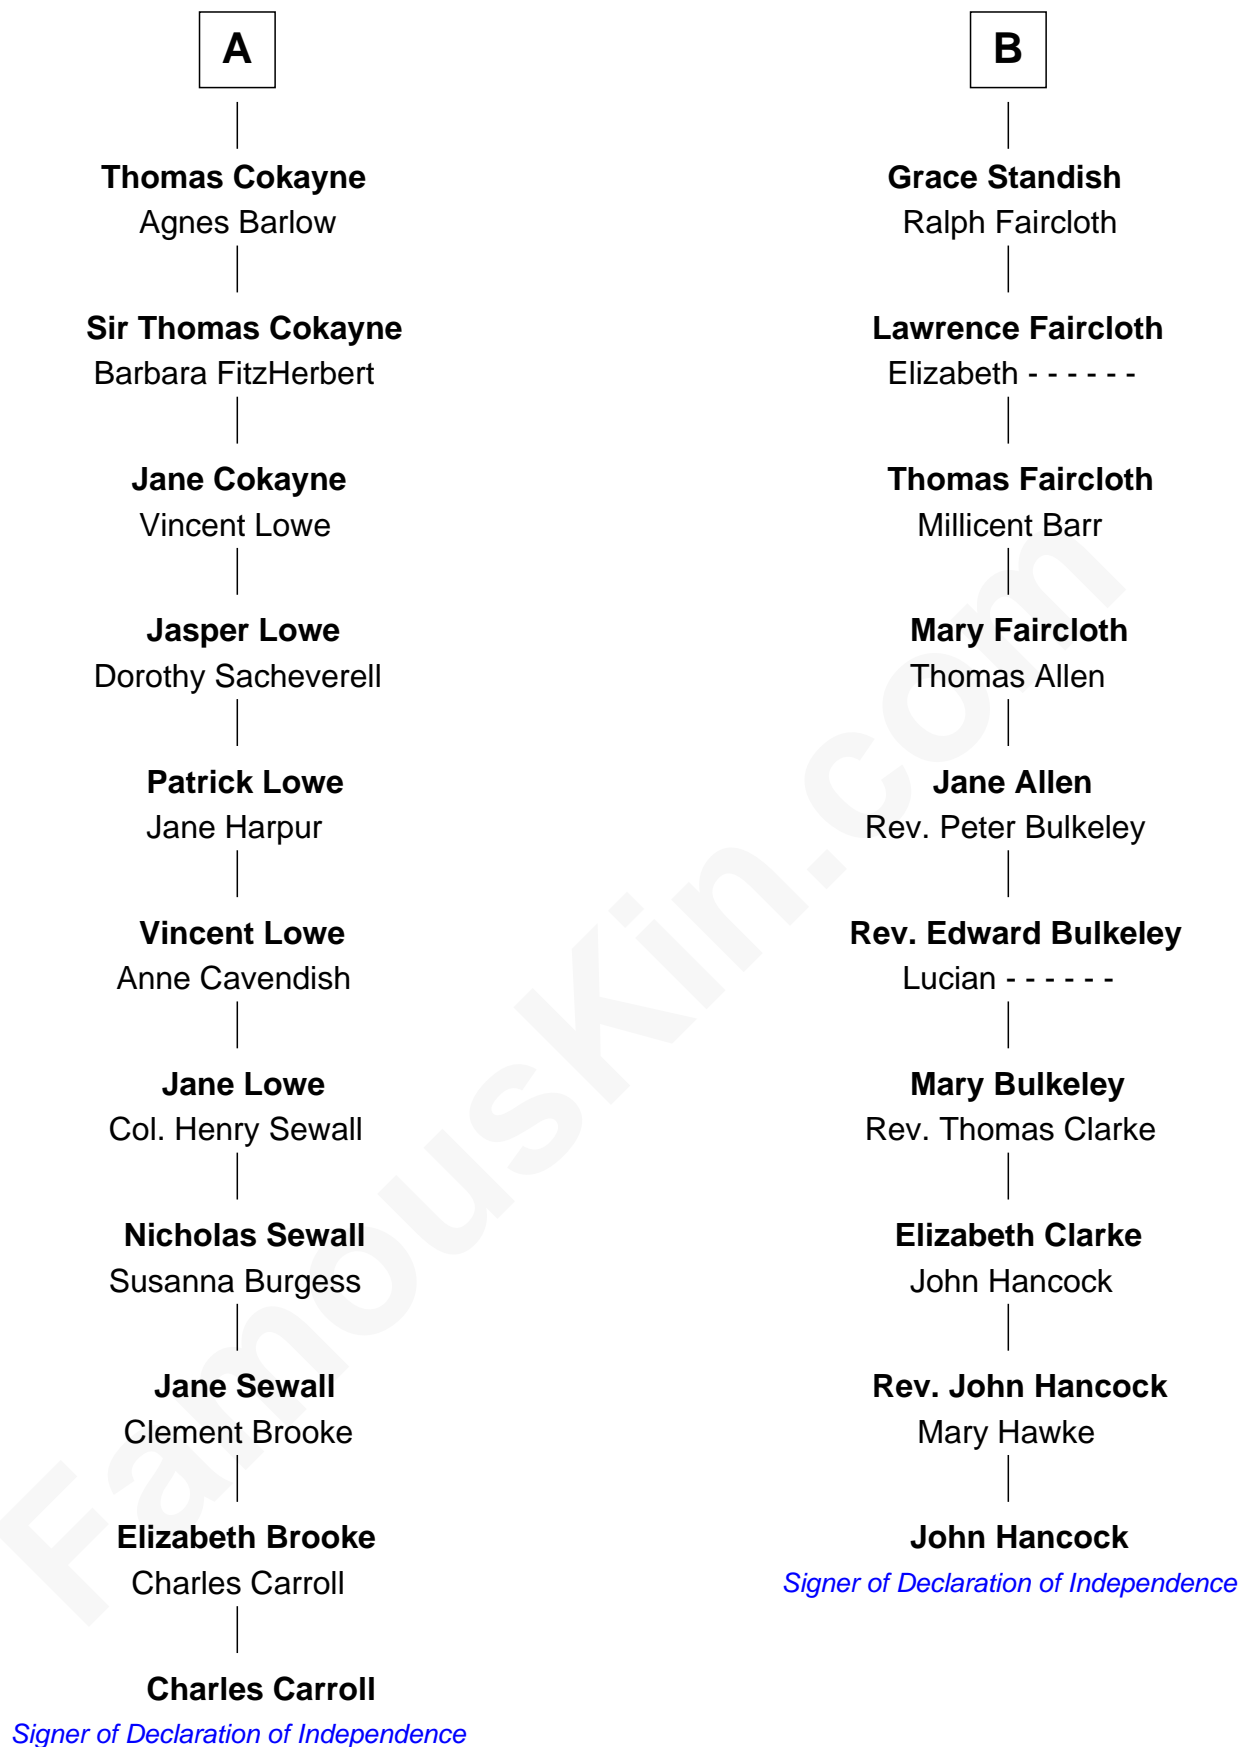 A
Thomas Cokayne
Agnes Barlow
Sir Thomas Cokayne
Barbara FitzHerbert
Jane Cokayne
Vincent Lowe
Jasper Lowe
Dorothy Sacheverell
Patrick Lowe
Jane Harpur
Vincent Lowe
Anne Cavendish
Jane Lowe
Col. Henry Sewall
Nicholas Sewall
Susanna Burgess
Jane Sewall
Clement Brooke
Elizabeth Brooke
Charles Carroll
Charles Carroll
Signer of Declaration of Independence
B
Grace Standish
Ralph Faircloth
Lawrence Faircloth
Elizabeth - - - - - -
Thomas Faircloth
Millicent Barr
Mary Faircloth
Thomas Allen
Jane Allen
Rev. Peter Bulkeley
Rev. Edward Bulkeley
Lucian - - - - - -
Mary Bulkeley
Rev. Thomas Clarke
Elizabeth Clarke
John Hancock
Rev. John Hancock
Mary Hawke
John Hancock
Signer of Declaration of Independence
FamousKin.com